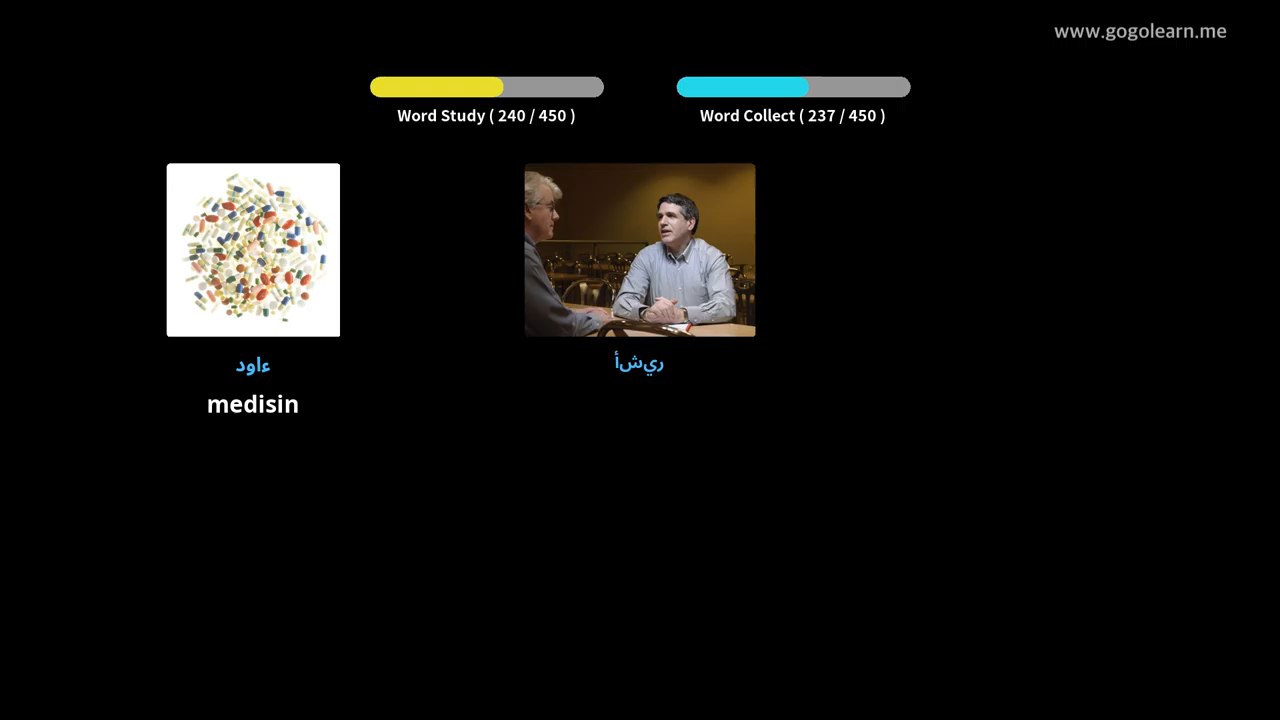 www.gogolearn.me
Word Study ( 240 / 450 )
Word Collect ( 237 / 450 )
ءاود
medisin
ريشأ